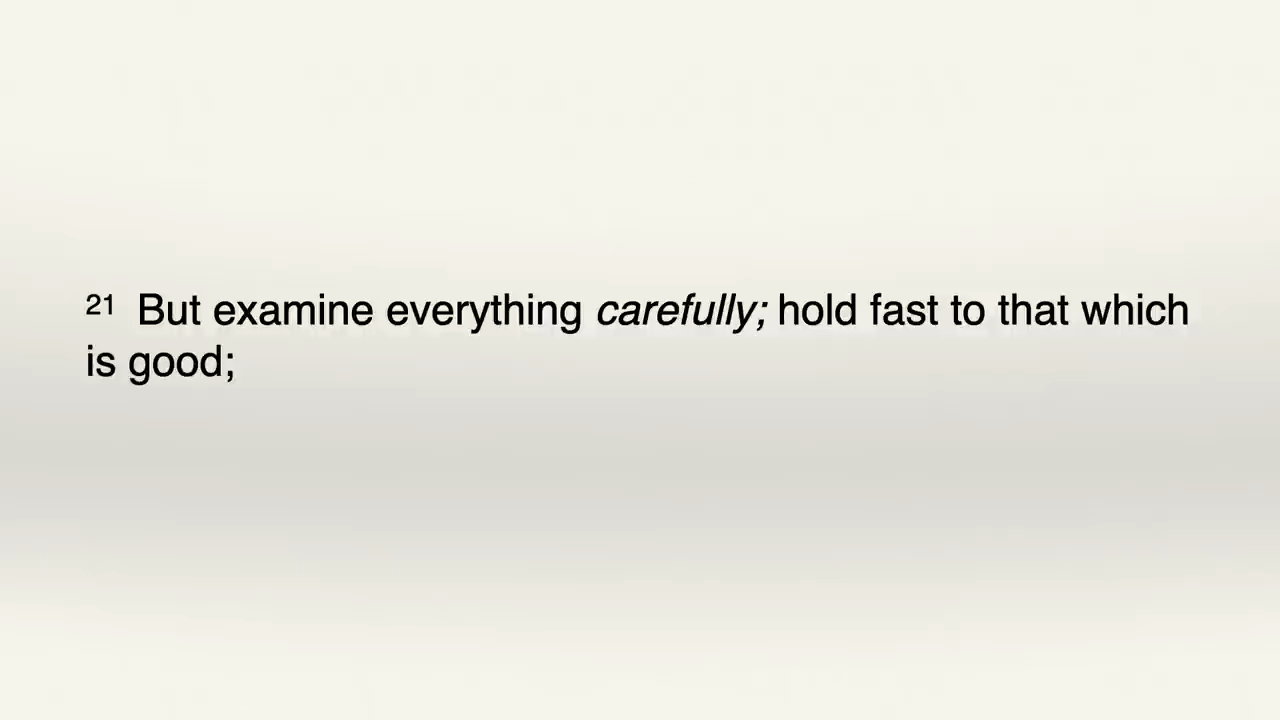 21 But examine everything carefully; hold fast to that which
is good;